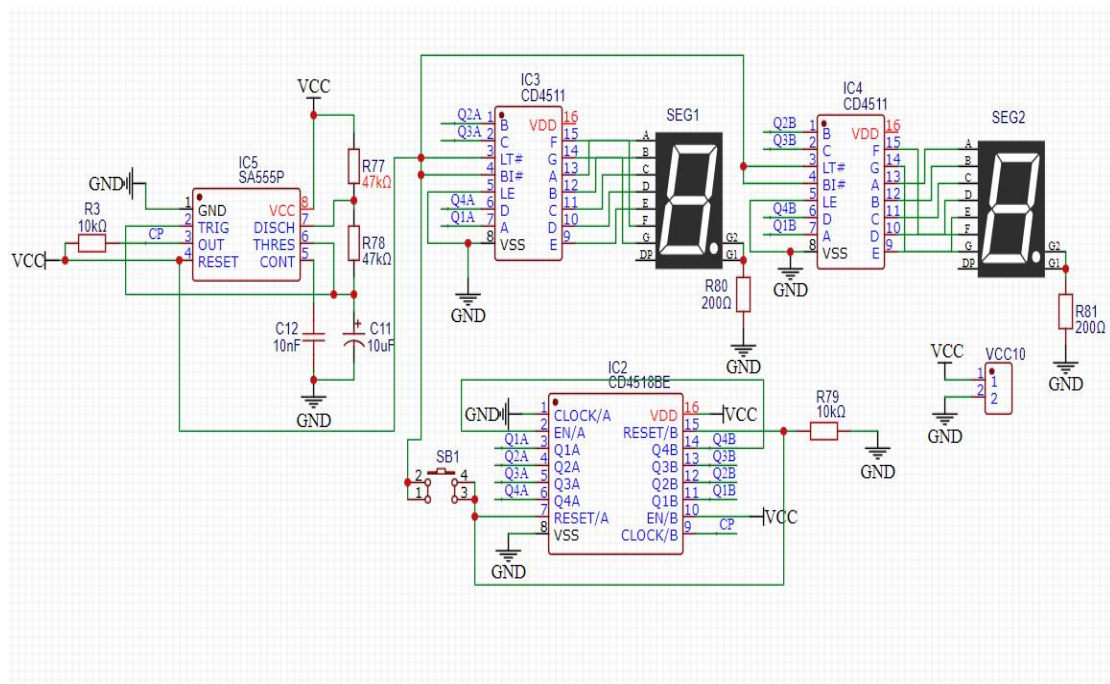 VCC
IC5
SA555P
GND
1 GND
2 TRIG
3 OUT
4 RESET
VCC 8
DISCH 7
THRES 6
CONT 5
R3
10kΩ
CP
VCC
R77
47kΩ
R78
47kΩ
C12
10nF
C11
10uF
GND
IC3
CD4511
Q2A 1 B
Q3A 2 C
3 LT#
4 BI#
5 LE
Q4A 6 D
Q1A 7 A
8 VSS
VDD 16
F 15
G 14
A 13
B 12
C 11
D 10
E 9
GND
SEG1
A
B
C
D
E
F
G
DP
G2
G1
R80
200Ω
GND
IC4
CD4511
Q2B 1 B
Q3B 2 C
3 LT#
4 BI#
5 LE
Q4B 6 D
Q1B 7 A
8 VSS
VDD 16
F 15
G 14
A 13
B 12
C 11
D 10
E 9
GND
SEG2
A
B
C
D
E
F
G
DP
G2
G1
R81
200Ω
GND
IC2
CD4518BE
GND 1 CLOCK/A
2 EN/A
Q1A 3 Q1A
Q2A 4 Q2A
Q3A 5 Q3A
Q4A 6 Q4A
7 RESET/A
8 VSS
VDD 16 VCC
RESET/B 15
Q4B 14 Q4B
Q3B 13 Q3B
Q2B 12 Q2B
Q1B 11 Q1B
EN/B 10 VCC
CLOCK/B 9 CP
GND
SB1
2 4
1 3
R79
10kΩ
GND
VCC
VCC10
1 1
2 2
GND